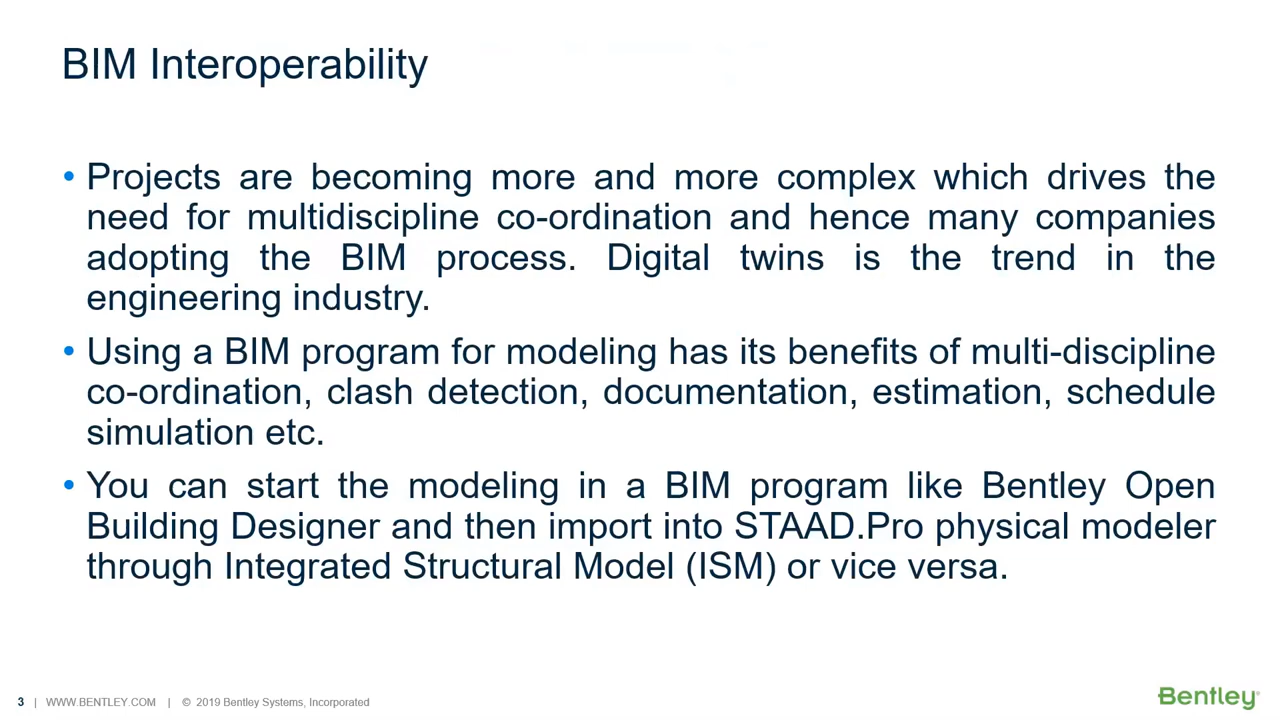 BIM Interoperability
• Projects are becoming more and more complex which drives the
need for multidiscipline co-ordination and hence many companies
adopting the BIM process. Digital twins is the trend in the
engineering industry.
• Using a BIM program for modeling has its benefits of multi-discipline
co-ordination, clash detection, documentation, estimation, schedule
simulation etc.
• You can start the modeling in a BIM program like Bentley Open
Building Designer and then import into STAAD.Pro physical modeler
through Integrated Structural Model (ISM) or vice versa.
3 | WWW.BENTLEY.COM | © 2019 Bentley Systems, Incorporated
Bentley®